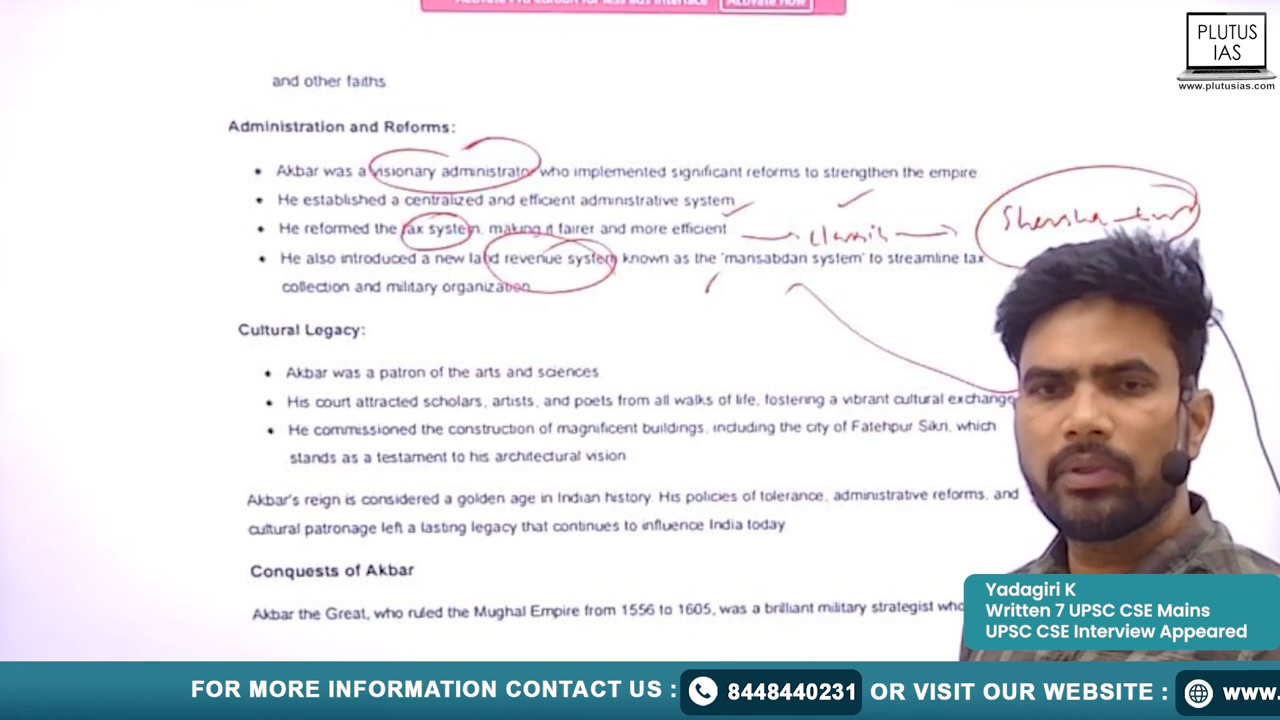 PLUTUS
IAS
www.plutusias.com
and other faiths
Administration and Reforms:
Akbar was a visionary administrator who implemented significant reforms to strengthen the empire
He established a centralized and efficient administrative system
He reformed the tax system, making it fairer and more efficient
He also introduced a new land revenue system known as the 'mansabdari system' to streamline tax
collection and military organization
Cultural Legacy:
Akbar was a patron of the arts and sciences
His court attracted scholars, artists, and poets from all walks of life, fostering a vibrant cultural exchange
He commissioned the construction of magnificent buildings, including the city of Fatehpur Sikri, which
stands as a testament to his architectural vision
Akbar's reign is considered a golden age in Indian history. His policies of tolerance, administrative reforms, and
cultural patronage left a lasting legacy that continues to influence India today
Conquests of Akbar
Akbar the Great, who ruled the Mughal Empire from 1556 to 1605, was a brilliant military strategist who
Yadagiri K
Written 7 UPSC CSE Mains
UPSC CSE Interview Appeared
FOR MORE INFORMATION CONTACT US : 8448440231 OR VISIT OUR WEBSITE : www.